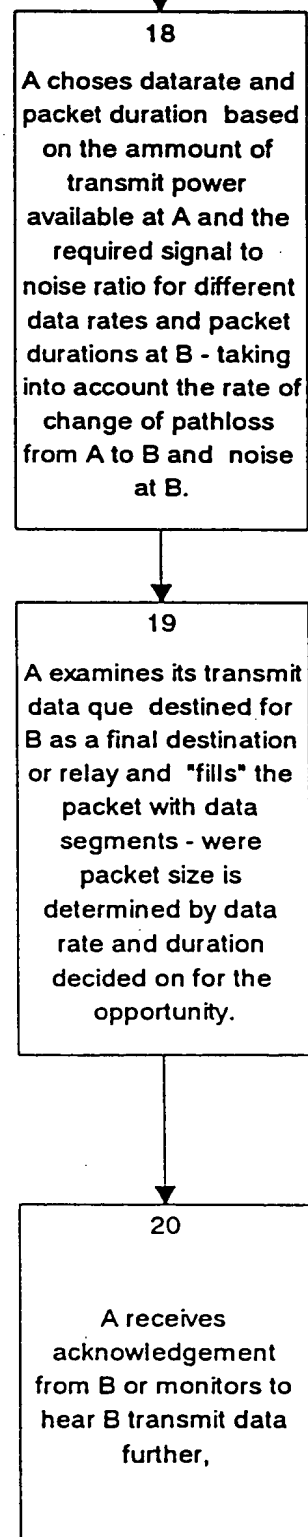 18
A choses datarate and
packet duration based
on the ammount of
transmit power
available at A and the
required signal to
noise ratio for different
data rates and packet
durations at B - taking
into account the rate of
change of pathloss
from A to B and noise
at B.
19
A examines its transmit
data que destined for
B as a final destination
or relay and "fills" the
packet with data
segments - were
packet size is
determined by data
rate and duration
decided on for the
opportunity.
20
A receives
acknowledgement
from B or monitors to
hear B transmit data
further,